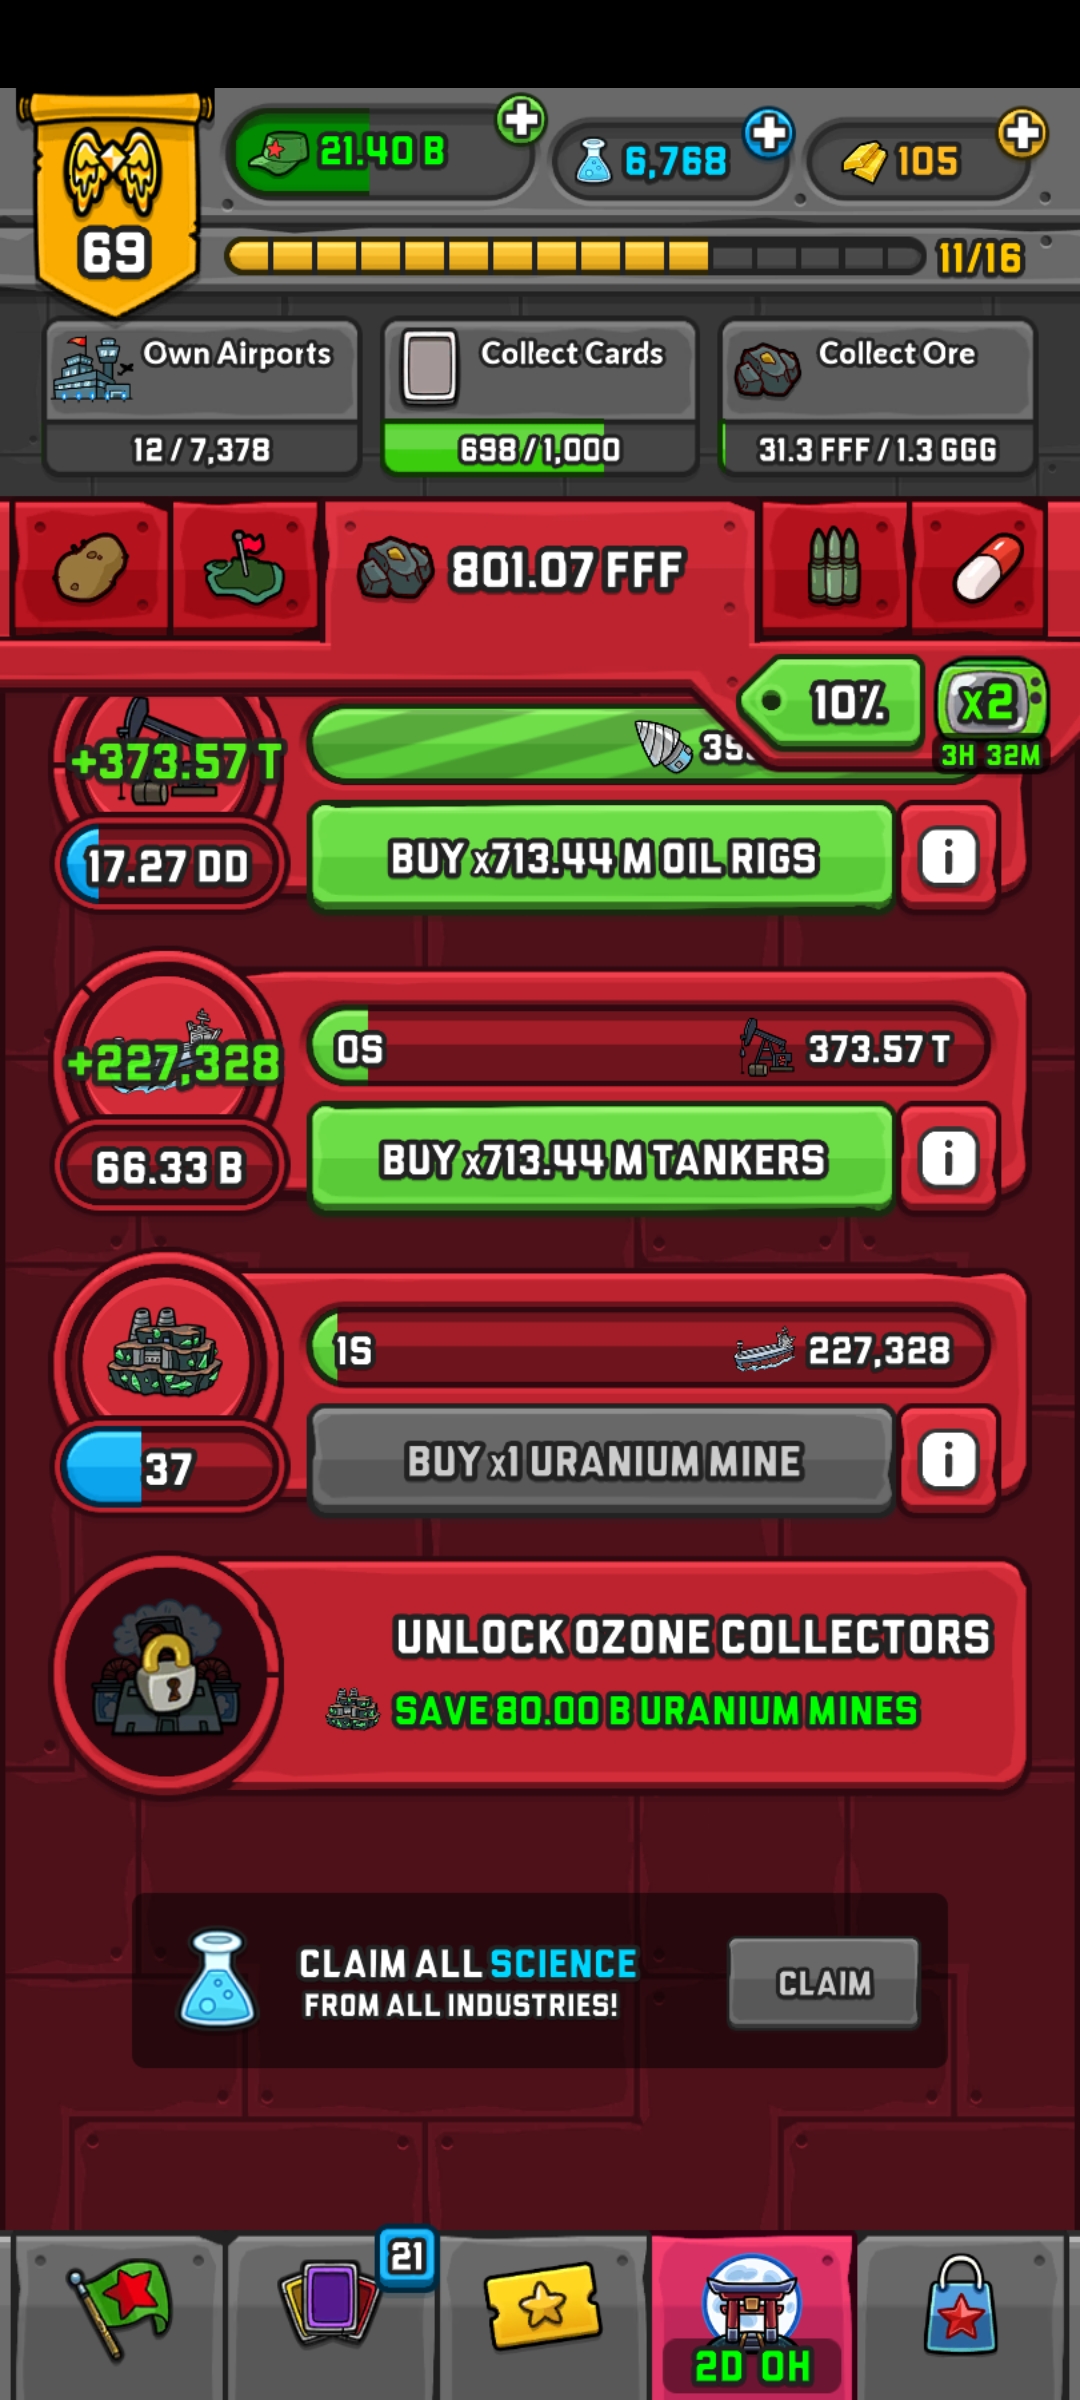 21.40 B
6,768
105
69
11/16
Own Airports
Collect Cards
Collect Ore
12 / 7,378
698 / 1,000
31.3 FFF / 1.3 GGG
801.07 FFF
10%
x2
3H 32M
+373.57 T
17.27 DD
BUY x713.44 M OIL RIGS
i
+227,328
0S
373.57 T
66.33 B
BUY x713.44 M TANKERS
i
1S
227,328
37
BUY x1 URANIUM MINE
i
UNLOCK OZONE COLLECTORS
SAVE 80.00 B URANIUM MINES
CLAIM ALL SCIENCE
FROM ALL INDUSTRIES!
CLAIM
21
2D 0H